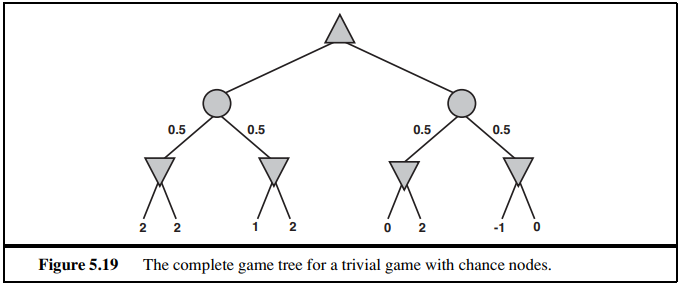 0.5 0.5 0.5 0.5
2 2 1 2 0 2 -1 0
Figure 5.19 The complete game tree for a trivial game with chance nodes.